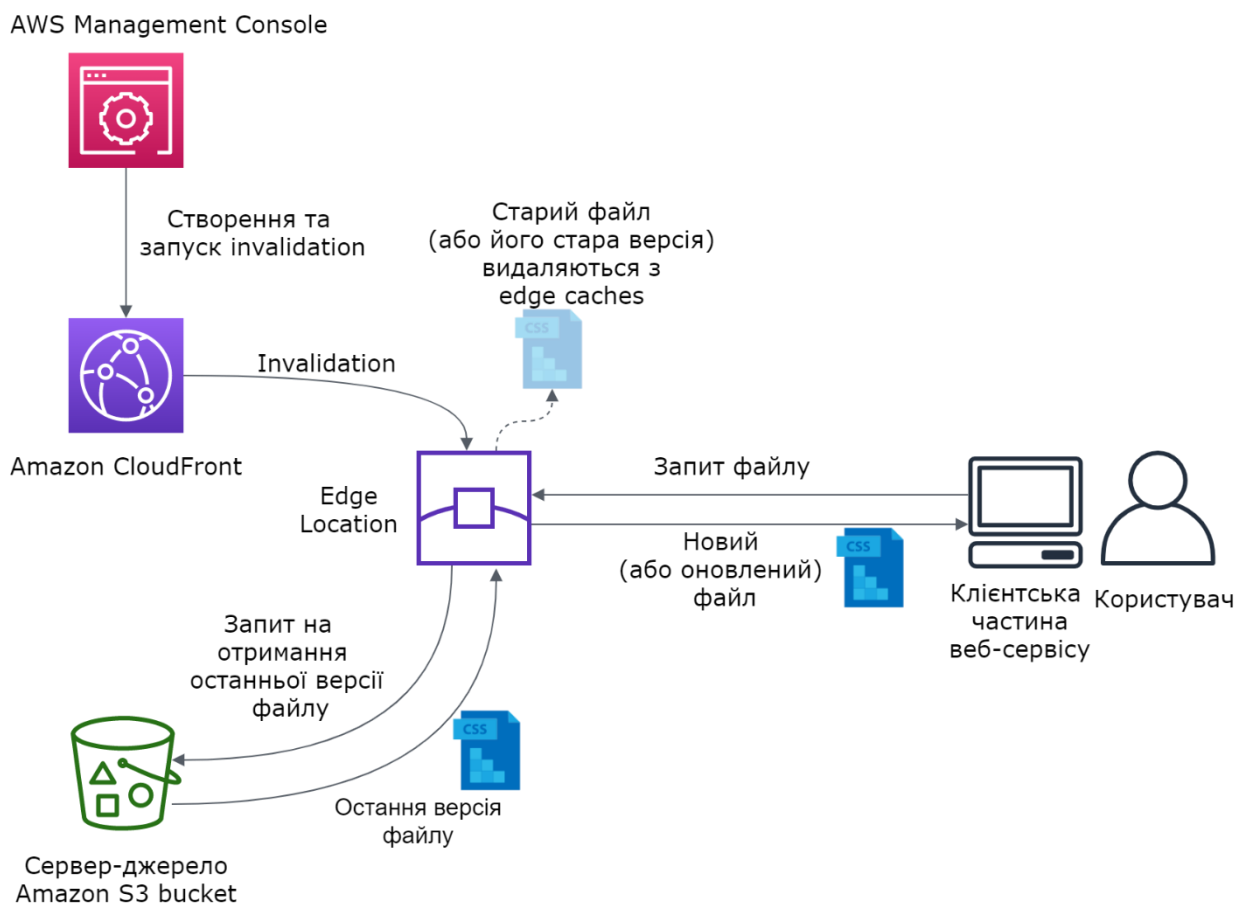 AWS Management Console
Створення та
запуск invalidation
Старий файл
(або його стара версія)
видаляються з
edge caches
CSS
Invalidation
Amazon CloudFront
Edge
Location
Запит файлу
Новий
(або оновлений)
файл
CSS
Клієнтська
частина
веб-сервісу
Користувач
Запит на
отримання
останньої версії
файлу
CSS
Остання версія
файлу
Сервер-джерело
Amazon S3 bucket